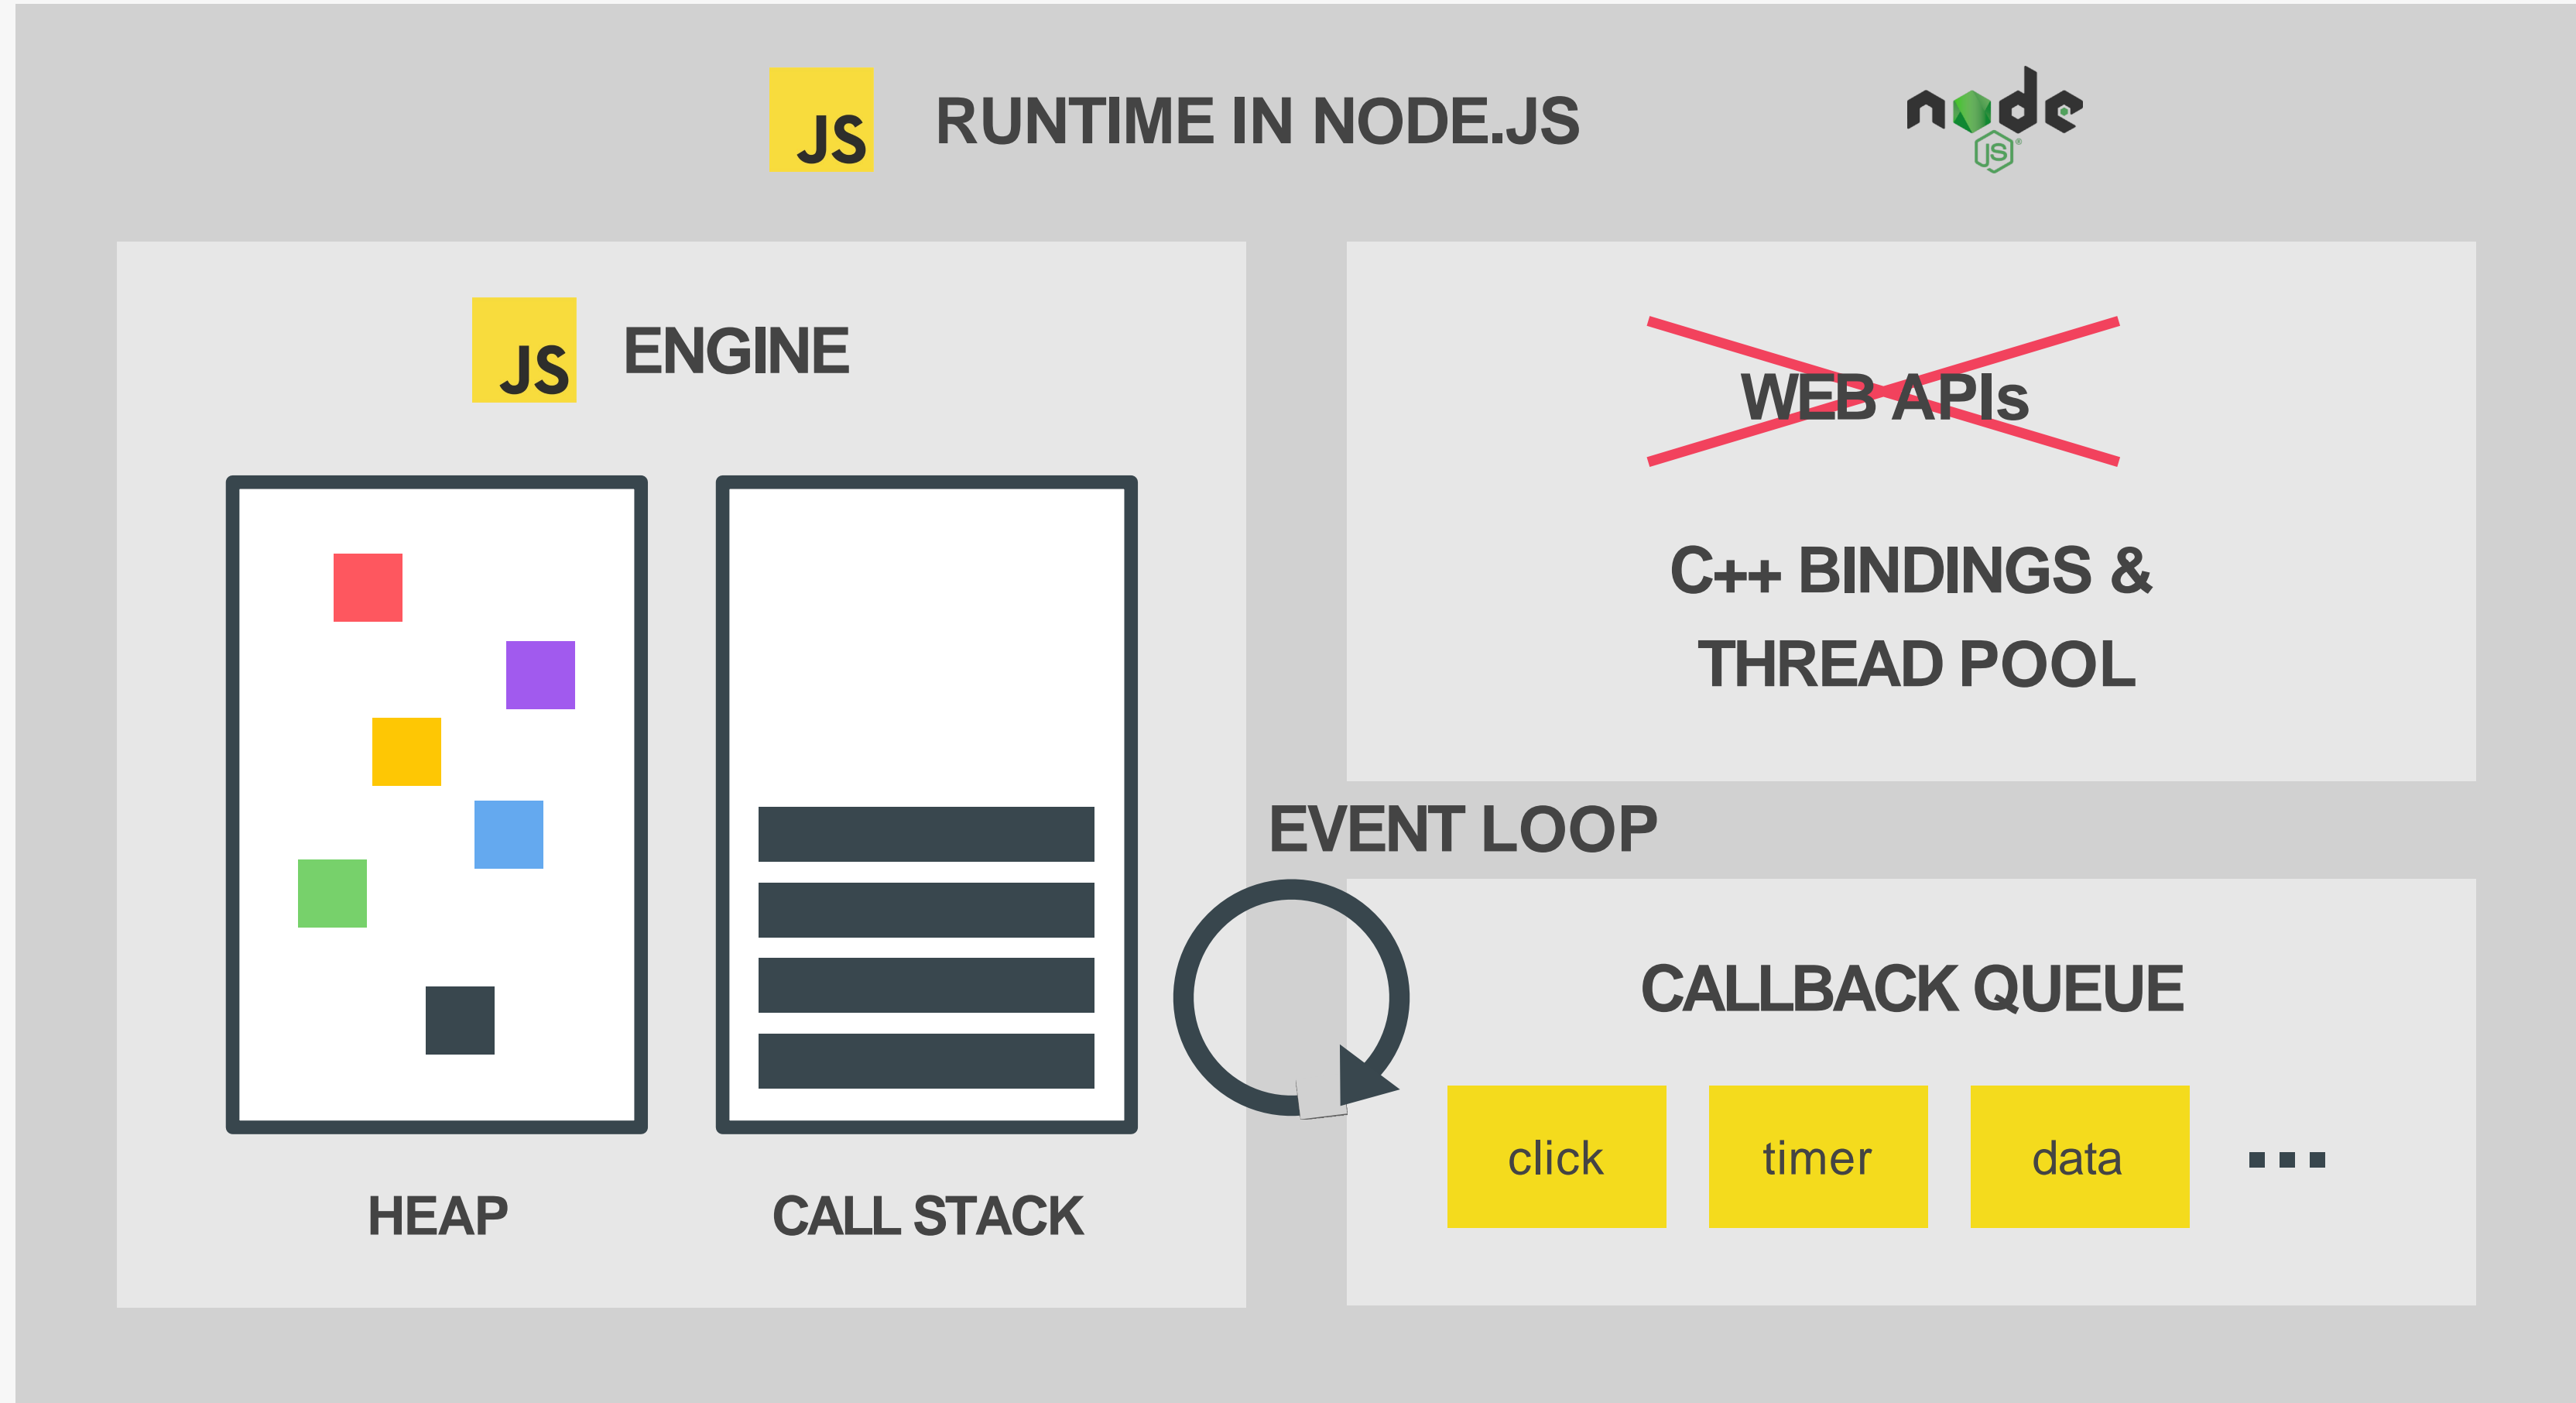 JS RUNTIME IN NODE.JS
node
JS
JS ENGINE
WEB APIs
C++ BINDINGS &
THREAD POOL
EVENT LOOP
CALLBACK QUEUE
click timer data ...
HEAP CALL STACK